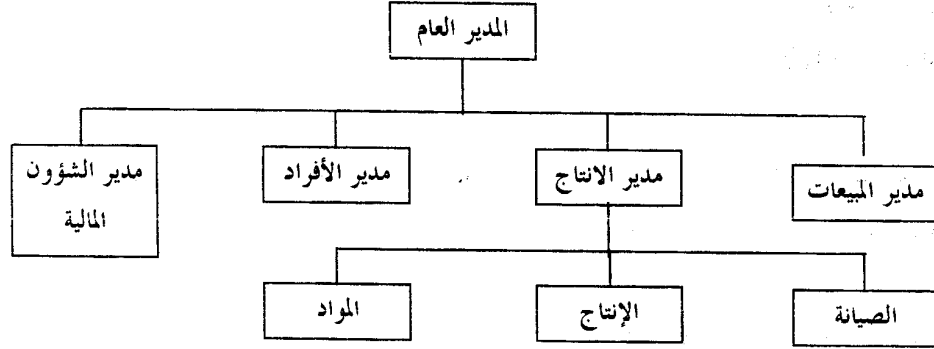 المدير العام
مدير المبيعات
مدير الانتاج
مدير الأفراد
مدير الشؤون
المالية
الصيانة
الإنتاج
المواد